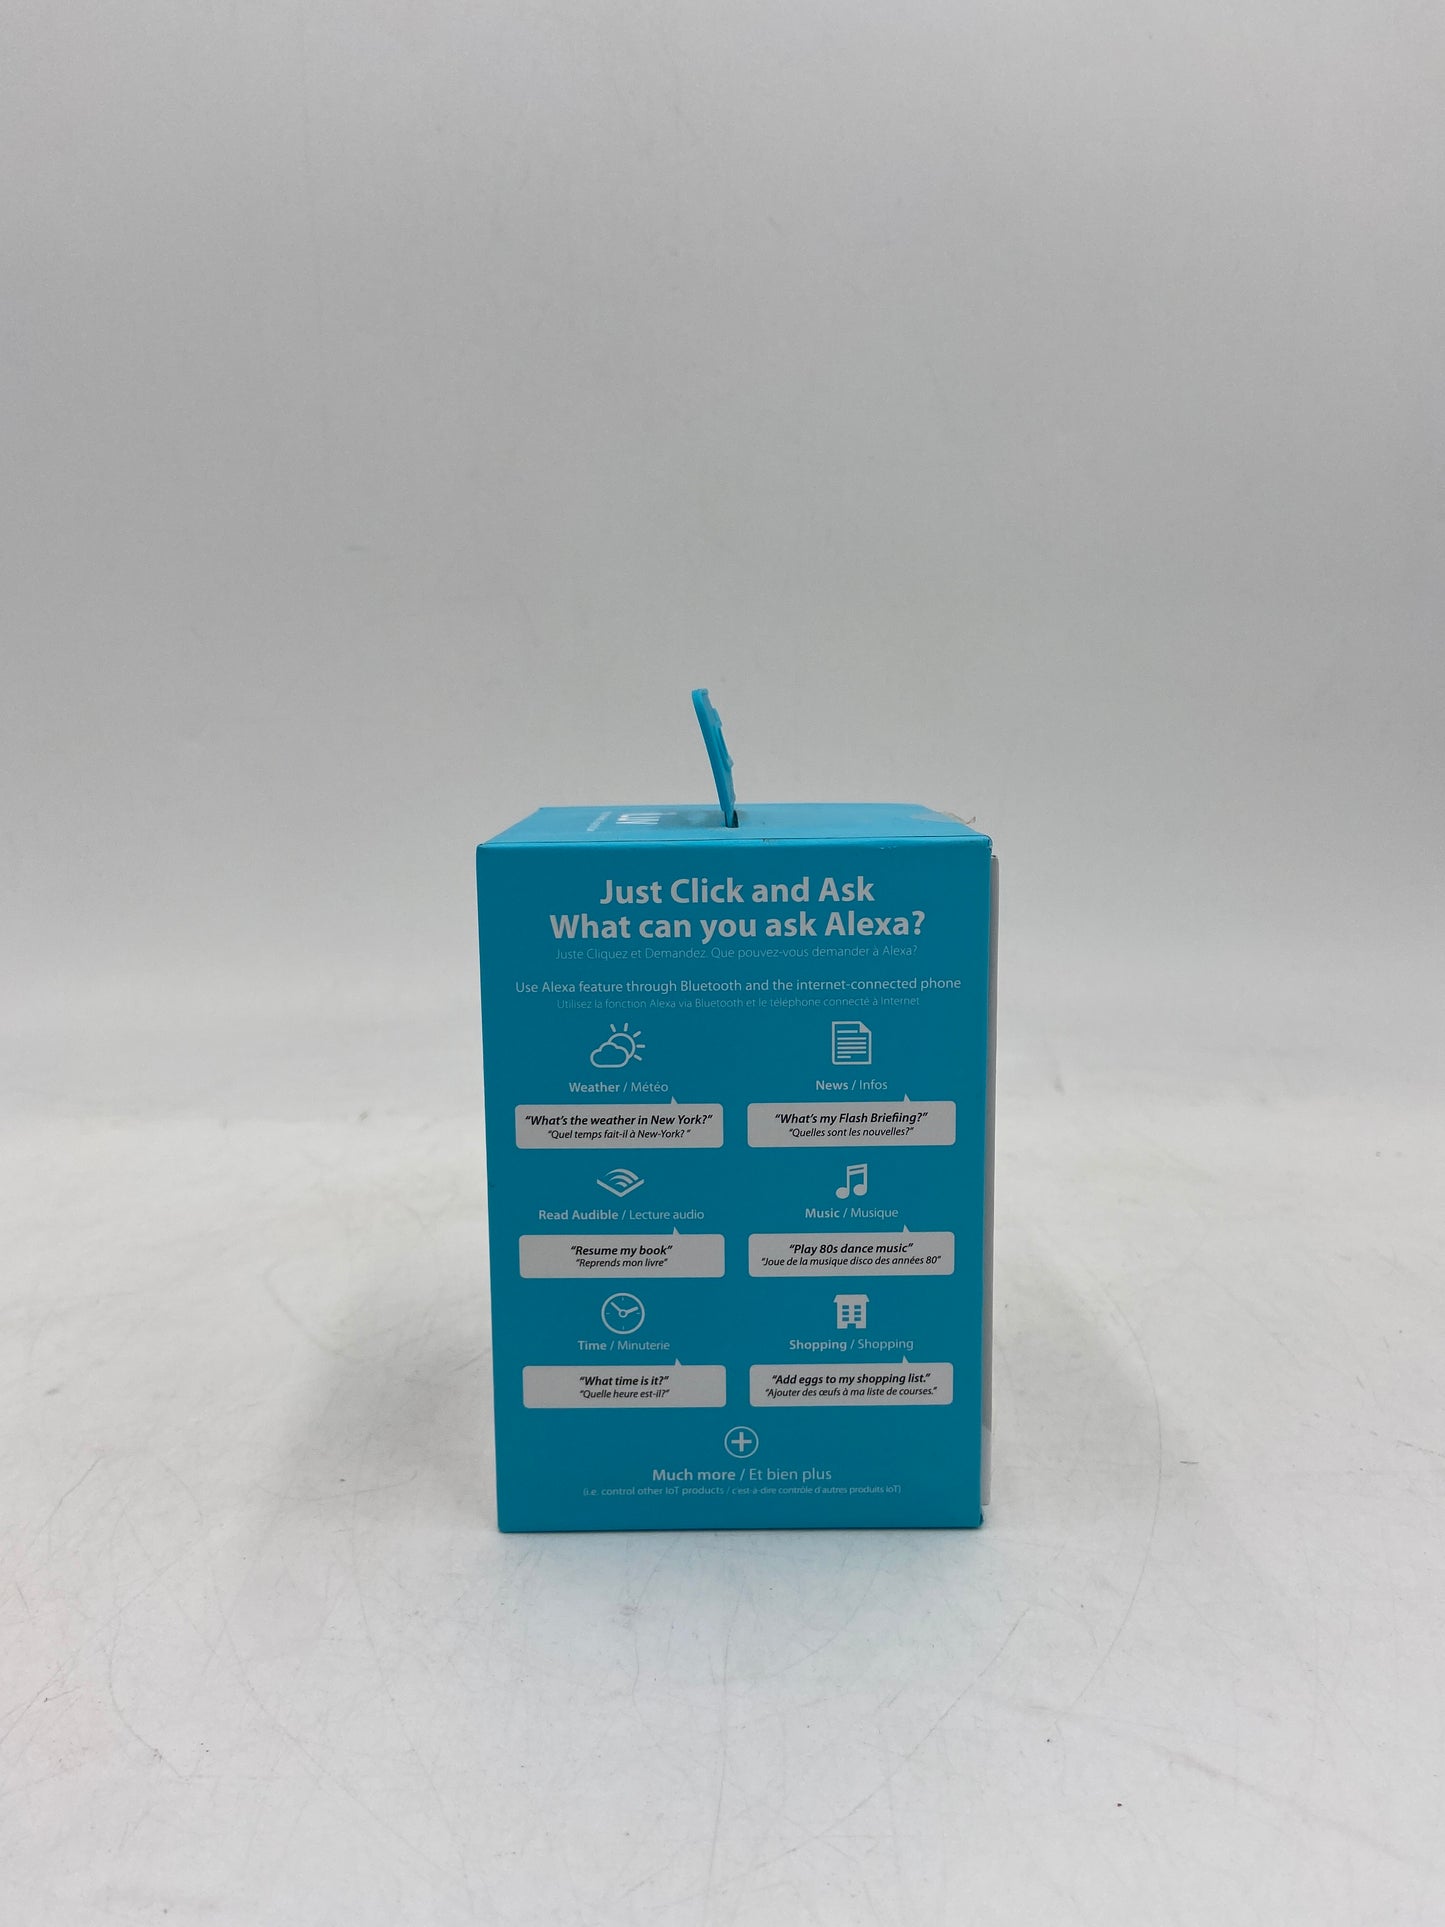 Just Click and Ask
What can you ask Alexa?
Juste Cliquez et Demandez. Que pouvez-vous demander à Alexa?
Use Alexa feature through Bluetooth and the internet-connected phone
Utilisez la fonction Alexa via Bluetooth et le téléphone connecté à Internet
Weather / Météo
"What's the weather in New York?"
"Quel temps fait-il à New-York? "
News / Infos
"What's my Flash Briefiing?"
"Quelles sont les nouvelles?"
Read Audible / Lecture audio
"Resume my book"
"Reprends mon livre"
Music / Musique
"Play 80s dance music"
"Joue de la musique disco des années 80"
Time / Minuterie
"What time is it?"
"Quelle heure est-il?"
Shopping / Shopping
"Add eggs to my shopping list."
"Ajouter des œufs à ma liste de courses."
Much more / Et bien plus
(i.e. control other IoT products / c'est-à-dire contrôle d'autres produits IoT)